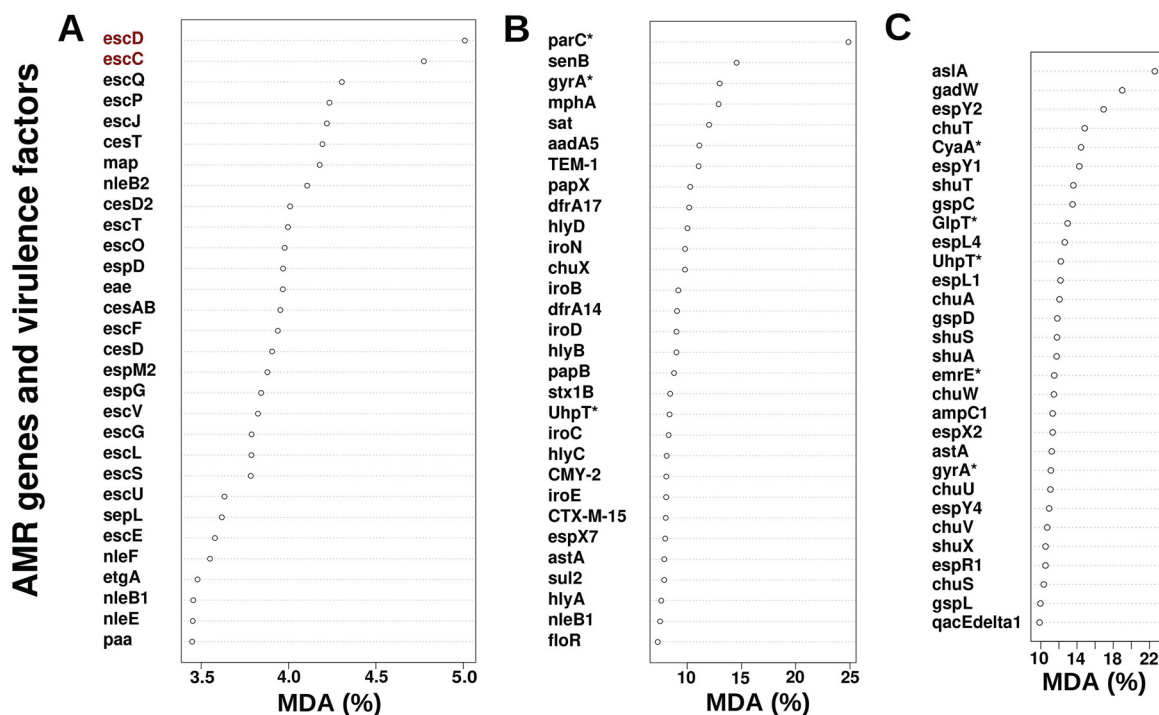 AMR genes and virulence factors
A
escD
escC
escQ
escP
escJ
cesT
map
nleB2
cesD2
escT
escO
espD
eae
cesAB
escF
cesD
espM2
espG
escV
escG
escL
escS
escU
sepL
escE
nleF
etgA
nleB1
nleE
paa
3.5 4.0 4.5 5.0
MDA (%)
B
parC*
senB
gyrA*
mphA
sat
aadA5
TEM-1
papX
dfrA17
hlyD
iroN
chuX
iroB
dfrA14
iroD
hlyB
papB
stx1B
UhpT*
iroC
hlyC
CMY-2
iroE
CTX-M-15
espX7
astA
sul2
hlyA
nleB1
floR
10 15 20 25
MDA (%)
C
aslA
gadW
espY2
chuT
CyaA*
espY1
shuT
gspC
GlpT*
espL4
UhpT*
espL1
chuA
gspD
shuS
shuA
emrE*
chuW
ampC1
espX2
astA
gyrA*
chuU
espY4
chuV
shuX
espR1
chuS
gspL
qacEdelta1
10 14 18 22
MDA (%)